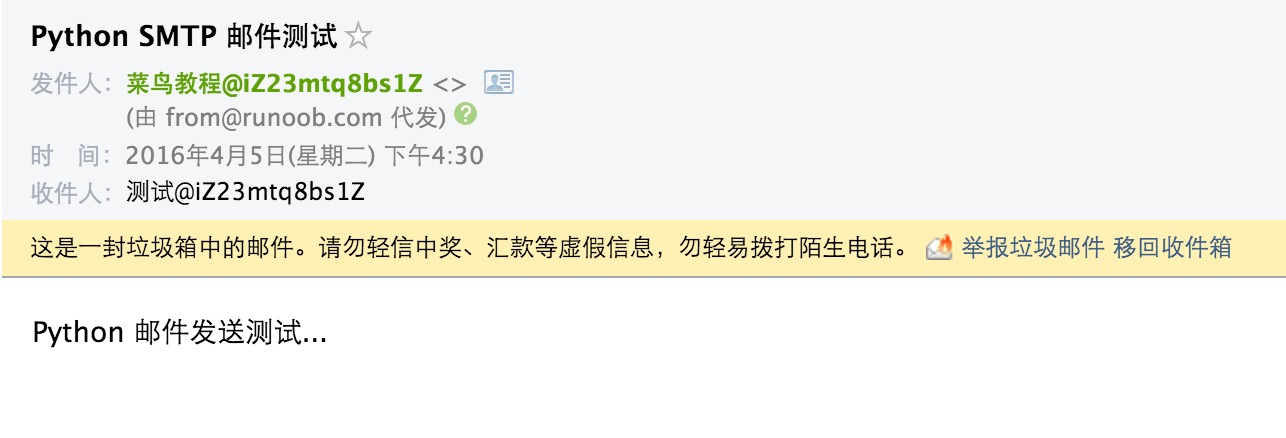 Python SMTP 邮件测试
发件人：菜鸟教程@iZ23mtq8bs1Z <>
(由 from@runoob.com 代发)
时 间：2016年4月5日(星期二) 下午4:30
收件人：测试@iZ23mtq8bs1Z
这是一封垃圾箱中的邮件。请勿轻信中奖、汇款等虚假信息，勿轻易拨打陌生电话。 举报垃圾邮件 移回收件箱
Python 邮件发送测试...